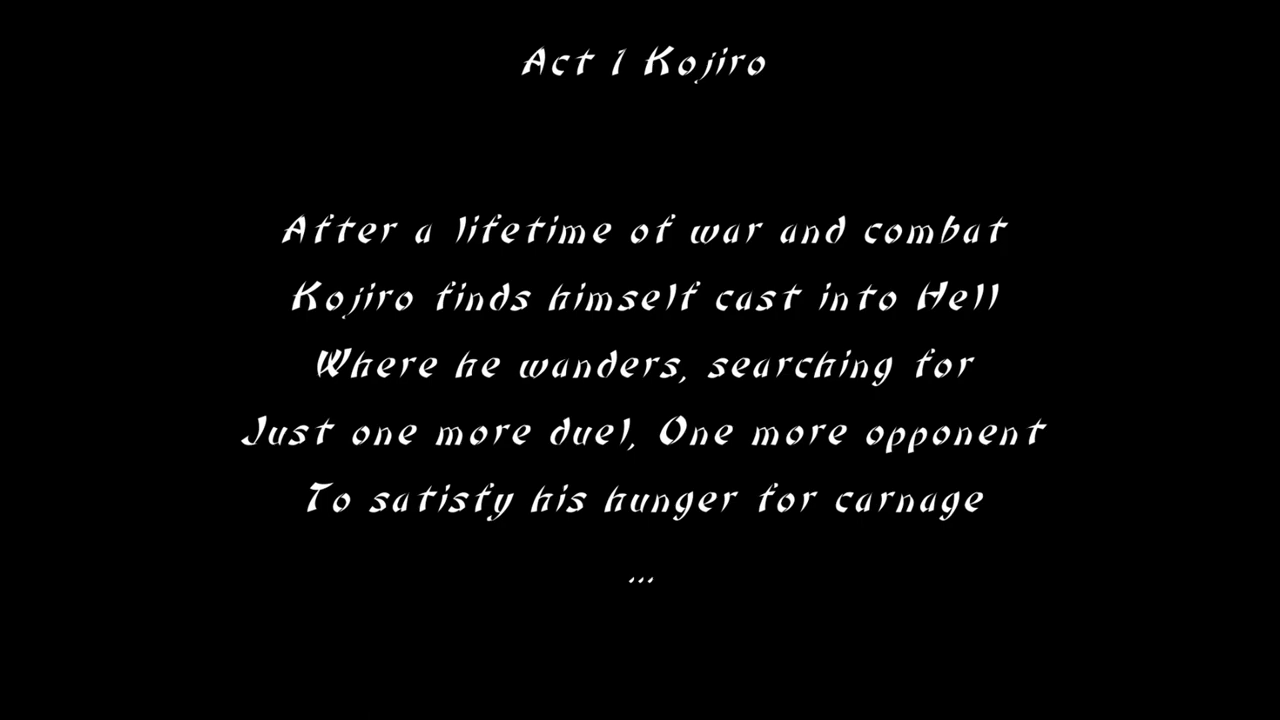 Act 1 Kojiro
After a lifetime of war and combat
Kojiro finds himself cast into Hell
Where he wanders, searching for
Just one more duel, One more opponent
To satisfy his hunger for carnage
...